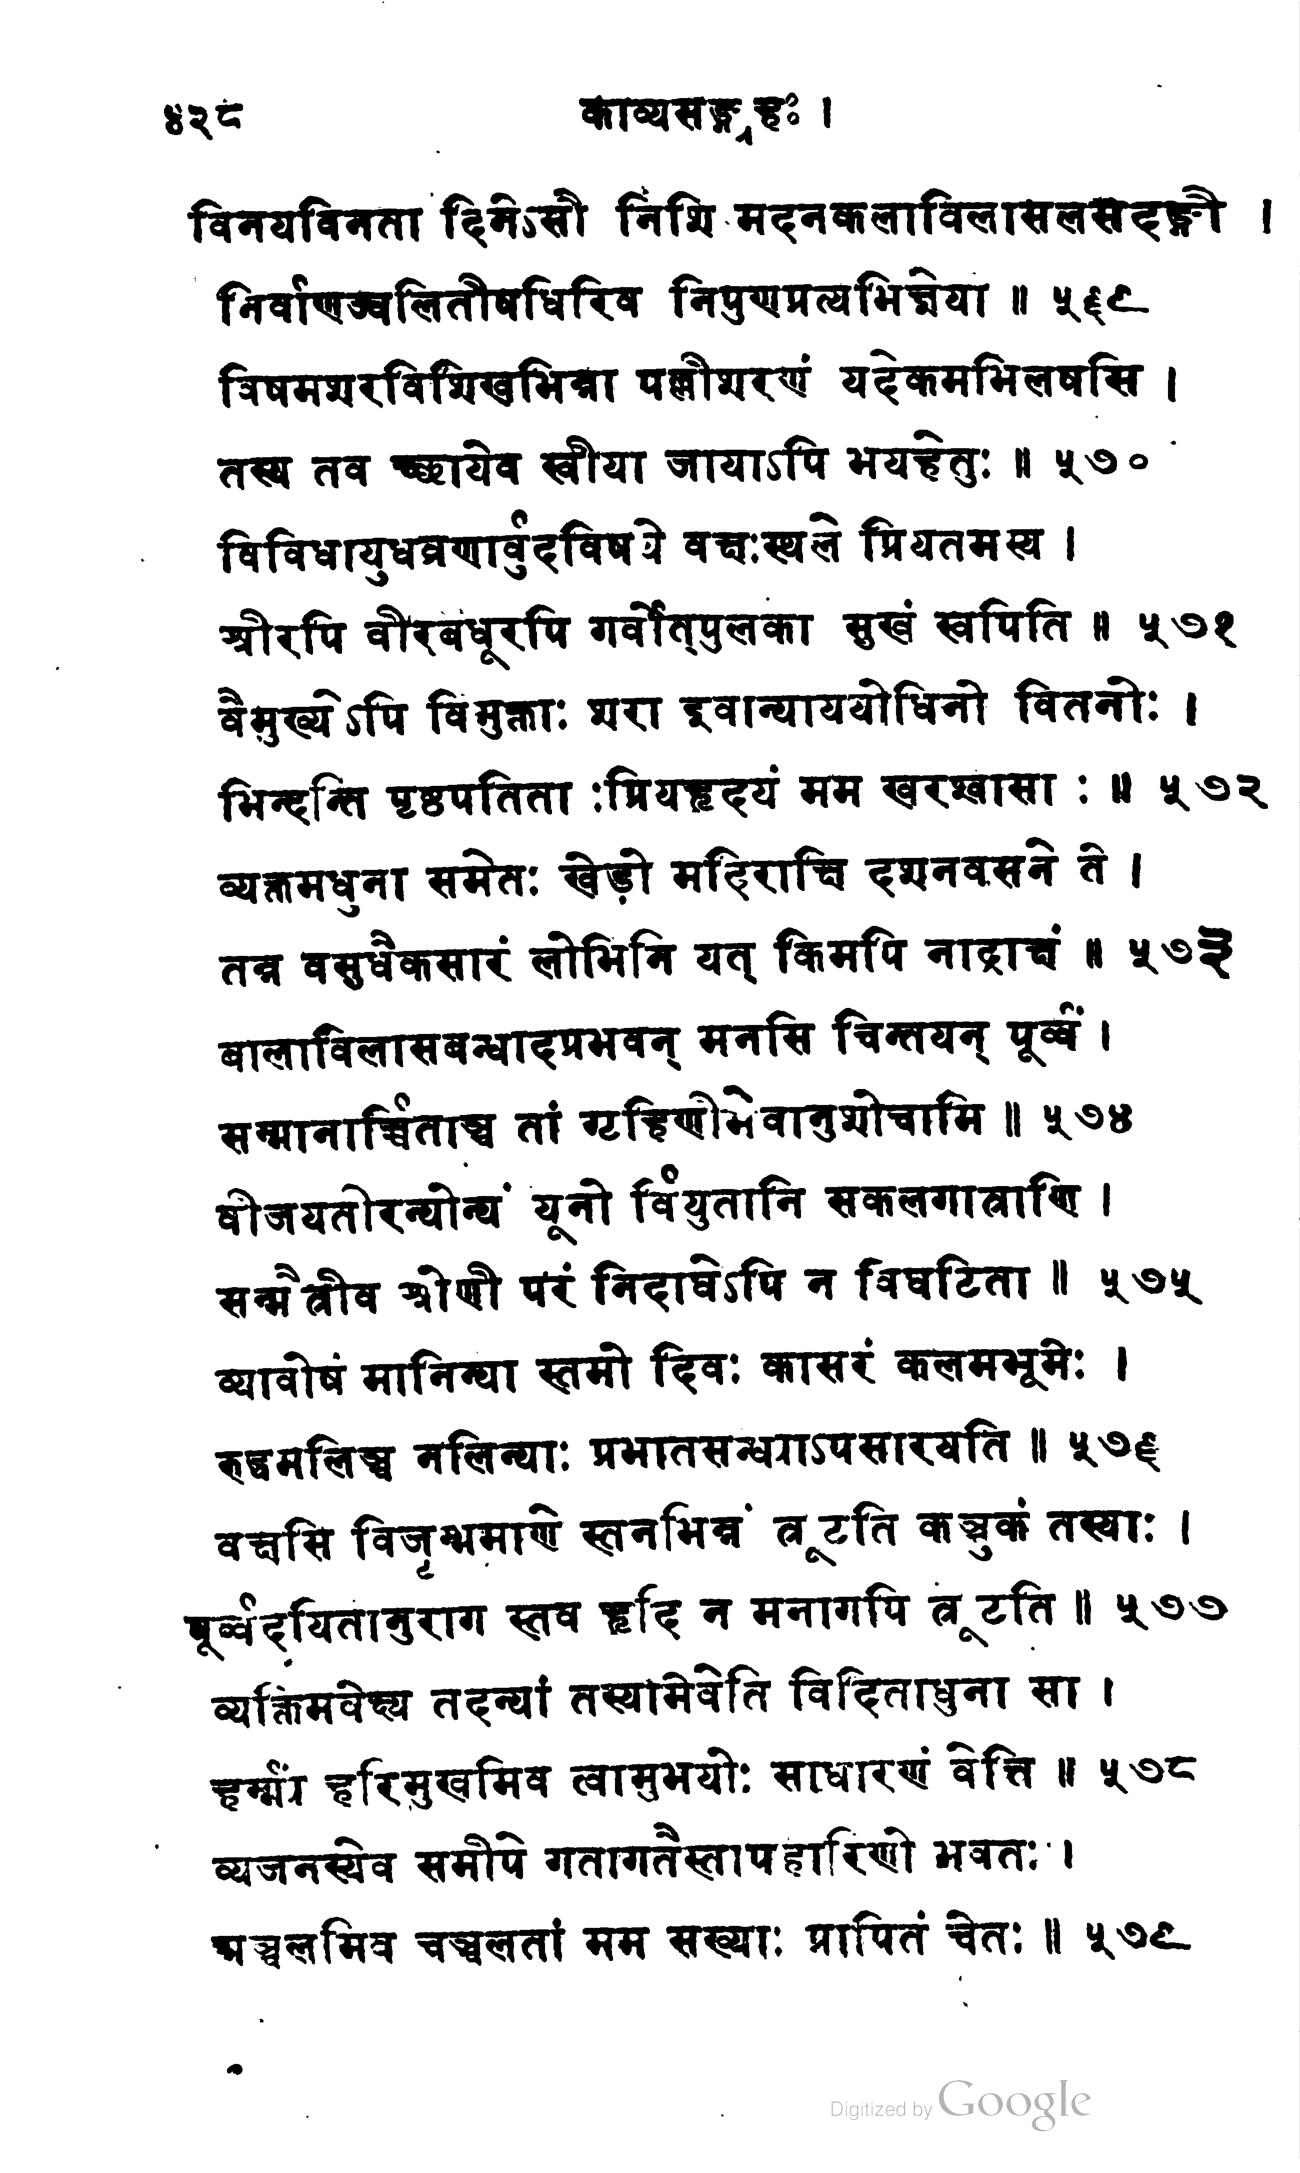 ४२८ काव्यसङ्ग्रहः ।
विनयविनता दिनेऽसौ निशि मदनकलाविलासलसदङ्गी ।
निर्वाणज्वलितौषधिरिव निपुणप्रत्यभिज्ञेया ॥ ५६९
विषमशरविशिखभिन्ना पल्लीशरणं यदेकमभिलषसि ।
तस्य तव च्छायेव स्वीया जायाऽपि भयहेतुः ॥ ५७०
विविधायुधव्रणार्वुदविषमे वक्षःस्थले प्रियतमस्य ।
श्रीरपि वीरबधूरपि गर्वोत्पुलका सुखं स्वपिति ॥ ५७१
वैमुख्येऽपि विमुक्ताः शरा इवान्याययोधिनो वितनोः ।
भिन्दन्ति पृष्ठपतिता :प्रियहृदयं मम खरश्वासा : ॥ ५७२
व्यक्तमधुना समेतः खेड़ो मदिराक्षि दशनवसने ते ।
तन्न वसुधैकसारं लोभिनि यत् किमपि नाद्राक्षं ॥ ५७३
बालाविलासबन्धादप्रभवन् मनसि चिन्तयन् पूर्व्वं ।
सन्मानार्च्चिताञ्च तां गृहिणीमेवानुशोचामि ॥ ५७४
वीजयतोरन्योन्यं यूनो र्वियुतानि सकलगात्राणि ।
सन्मैत्रीव श्रोणी परं निदाघेऽपि न विघटिता ॥ ५७५
व्यावोषं मानिन्या स्तमो दिवः कासरं कलमभूमेः ।
रुद्धमलिञ्च नलिन्याः प्रभातसन्ध्याऽपसारयति ॥ ५७६
वक्षसि विजृम्भमाणे स्तनभिन्नं त्रूटति कञ्चुकं तस्याः ।
पूर्व्वदयितानुराग स्तव हृदि न मनागपि त्रूटति ॥ ५७७
व्यक्तिमवेक्ष्य तदन्यां तस्यामेवेति विदिताधुना सा ।
हर्म्मां हरिमुखमिव त्वामुभयोः साधारणं वेत्ति ॥ ५७८
व्यजनस्येव समीपे गतागतैस्तापहारिणो भवतः ।
अञ्चलमिव चञ्चलतां मम सख्याः प्रापितं चेतः ॥ ५७९
Digitized by Google